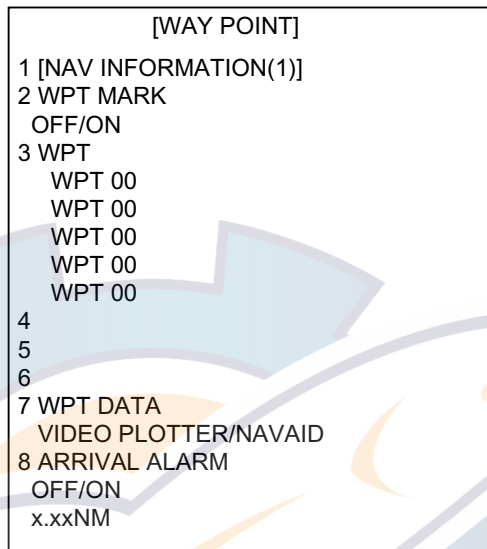 [WAY POINT]
1 [NAV INFORMATION(1)]
2 WPT MARK
OFF/ON
3 WPT
WPT 00
WPT 00
WPT 00
WPT 00
WPT 00
4
5
6
7 WPT DATA
VIDEO PLOTTER/NAVAID
8 ARRIVAL ALARM
OFF/ON
x.xxNM